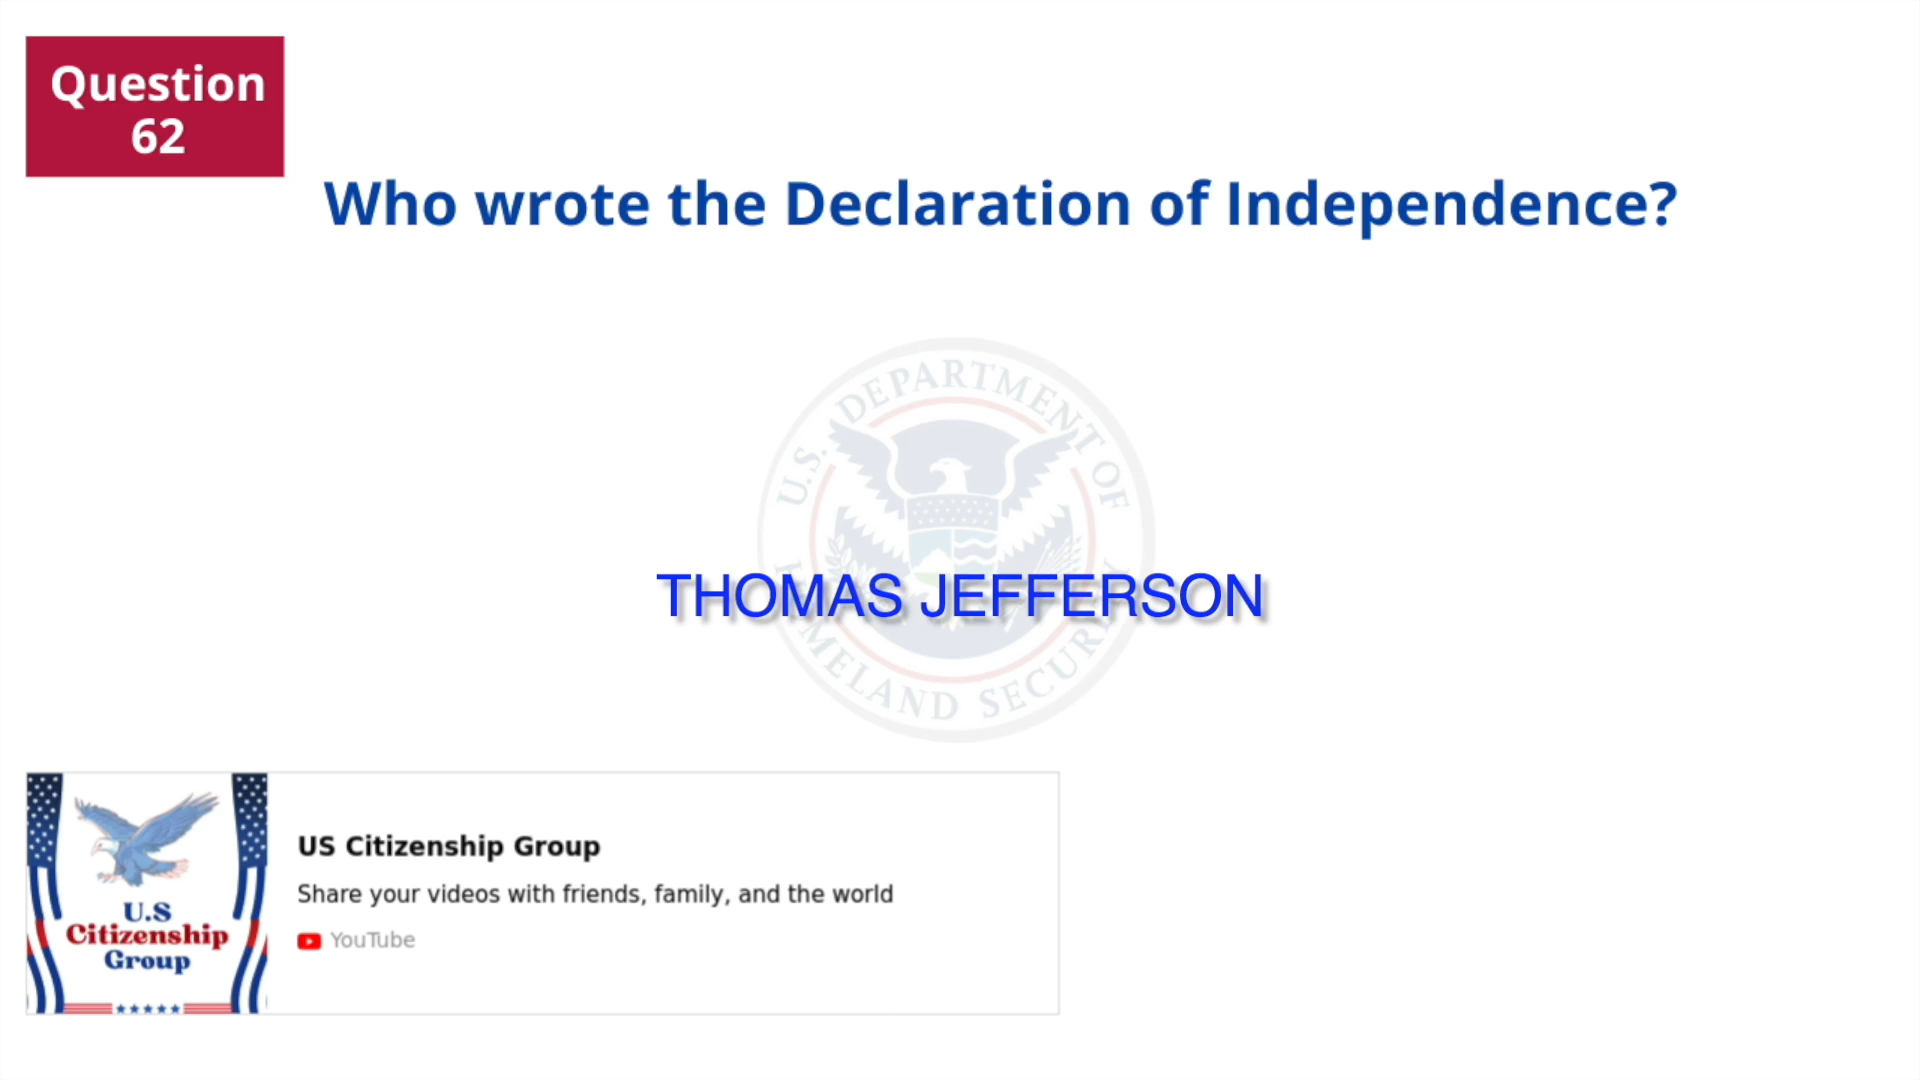 Question
62
Who wrote the Declaration of Independence?
U.S. DEPARTMENT OF
THOMAS JEFFERSON
HOMELAND SECURITY
US Citizenship Group
Share your videos with friends, family, and the world
YouTube
U.S
Citizenship
Group